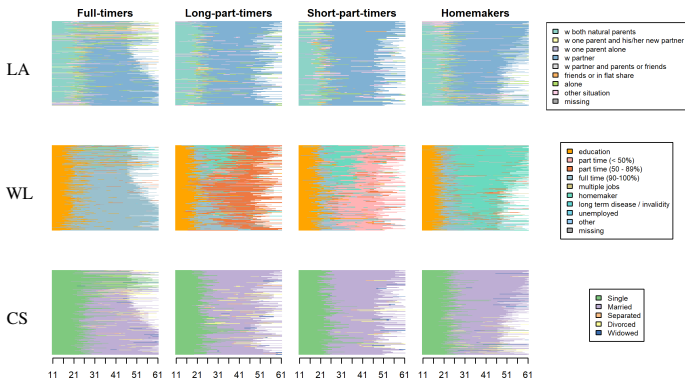 Full-timers Long-part-timers Short-part-timers Homemakers
LA
w both natural parents
w one parent and his/her new partner
w one parent alone
w partner
w partner and parents or friends
friends or in flat share
alone
other situation
missing
WL
education
part time (< 50%)
part time (50 - 89%)
full time (90-100%)
multiple jobs
homemaker
long term disease / invalidity
unemployed
other
missing
CS
Single
Married
Separated
Divorced
Widowed
11 21 31 41 51 61 11 21 31 41 51 61 11 21 31 41 51 61 11 21 31 41 51 61